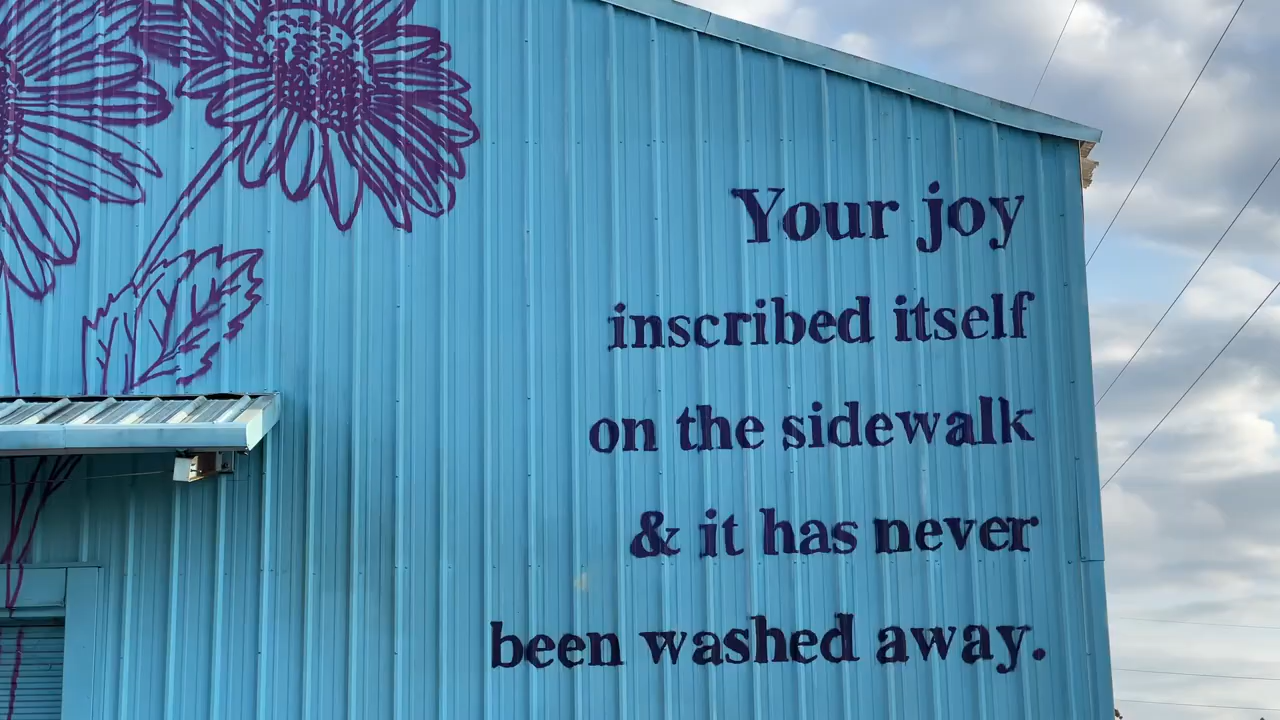 Your joy
inscribed itself
on the sidewalk
& it has never
been washed away.